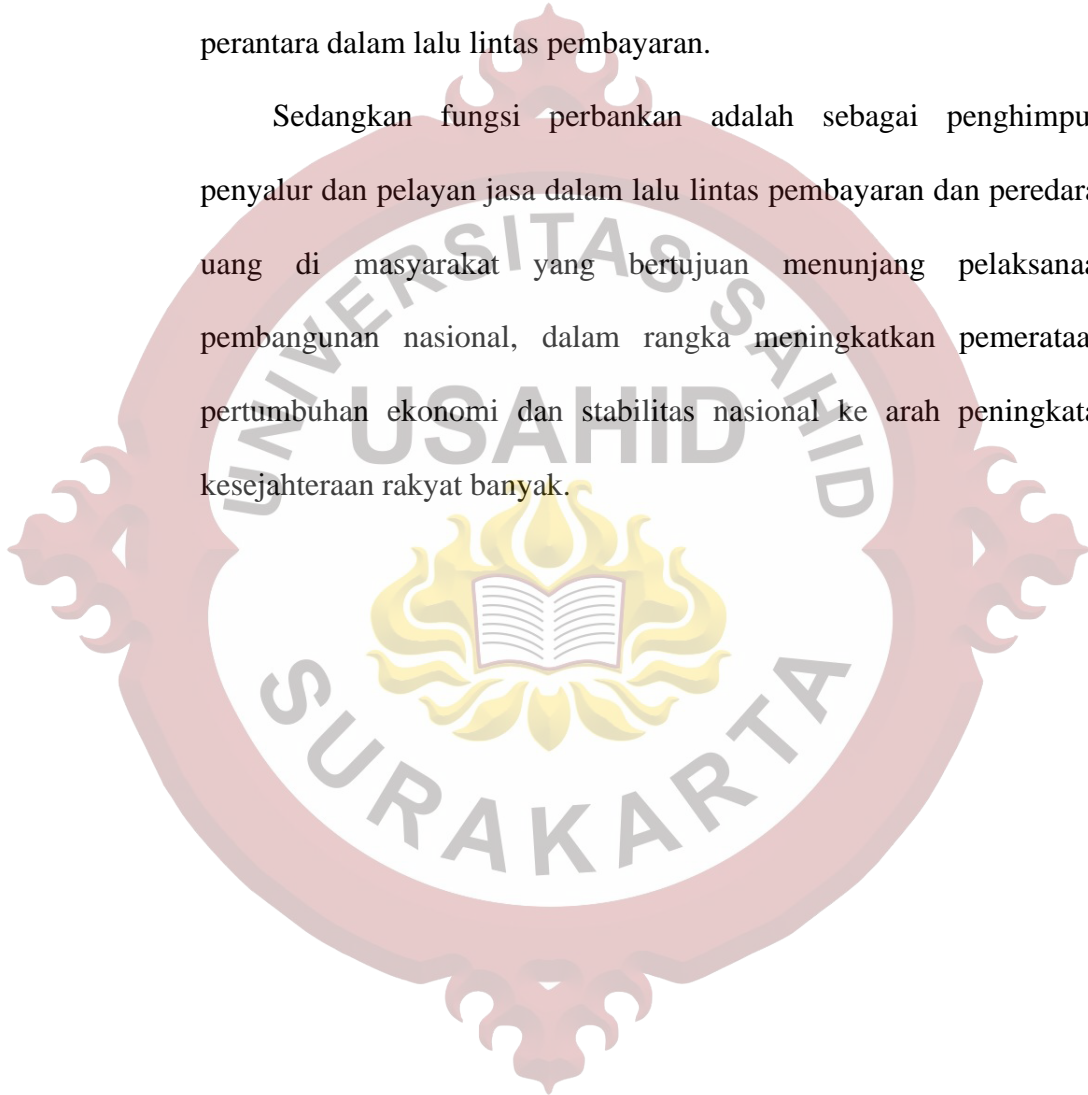 perantara dalam lalu lintas pembayaran.
Sedangkan fungsi perbankan adalah sebagai penghimpu
penyalur dan pelayan jasa dalam lalu lintas pembayaran dan peredara
uang di masyarakat yang bertujuan menunjang pelaksanaa
pembangunan nasional, dalam rangka meningkatkan pemerataa
pertumbuhan ekonomi dan stabilitas nasional ke arah peningkata
kesejahteraan rakyat banyak.
UNIVERSITAS SAHID
USAHID
SURAKARTA